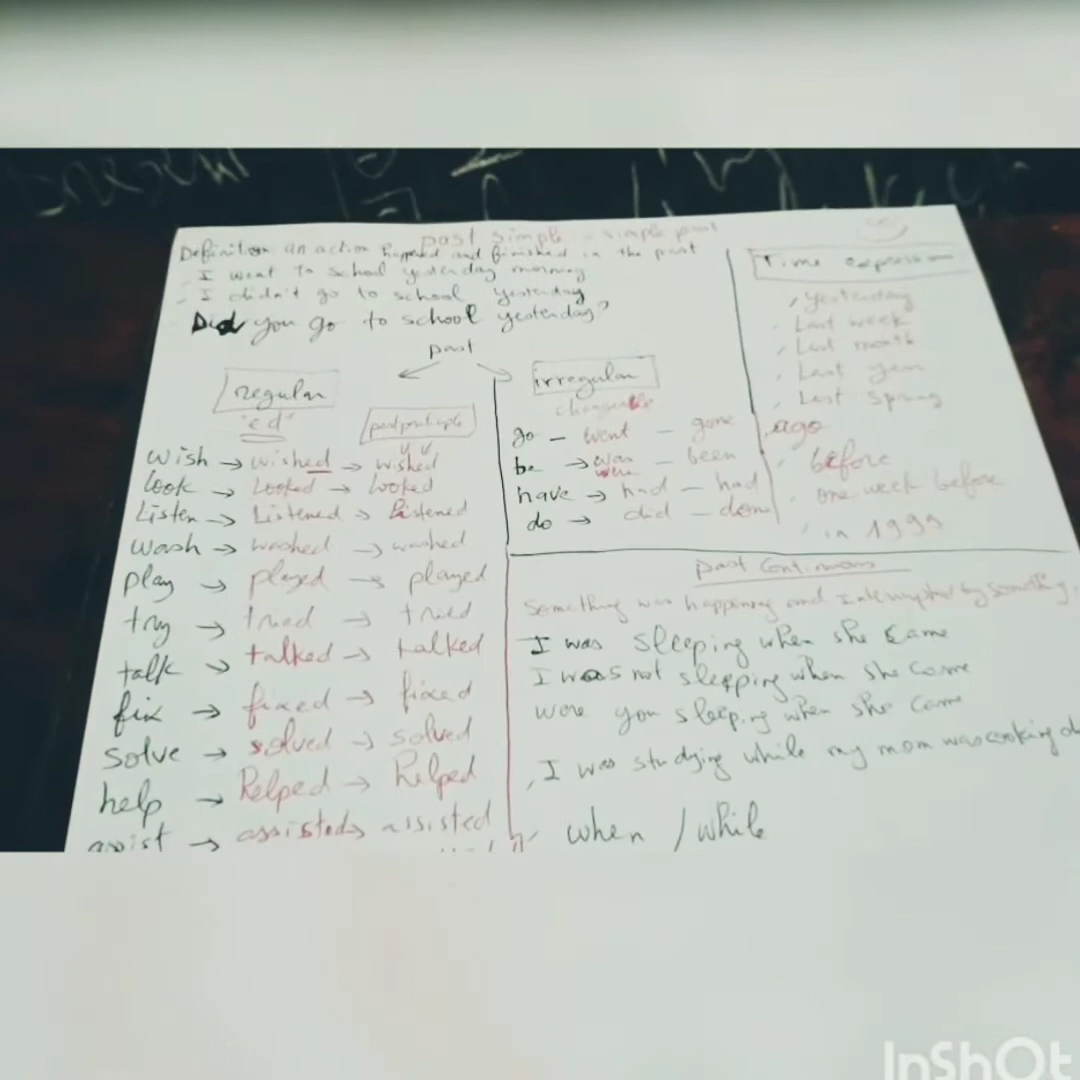 past simple - simple past
Definition an action happened and finished in the past
- I went to school yesterday morning
- I didn't go to school yesterday
- Did you go to school yesterday?
past
regular
"ed"
past participle
wish → wished → wished
look → looked → looked
Listen → Listened → Listened
wash → washed → washed
play → played → played
try → tried → tried
talk → talked → talked
fix → fixed → fixed
solve → solved → solved
help → helped → helped
assist → assisted → assisted
irregular
changeable
go - went - gone
be → was - been
were
have → had - had
do → did - done
Time expression
, yesterday
, Last week
, Last month
, Last year
, Last spring
, ago
, before
, one week before
, in 1999
past continuous
Something was happening and interrupted by something.
I was sleeping when she came
I was not sleeping when she came
were you sleeping when she came
, I was studying while my mom was cooking
when / while
InShOt